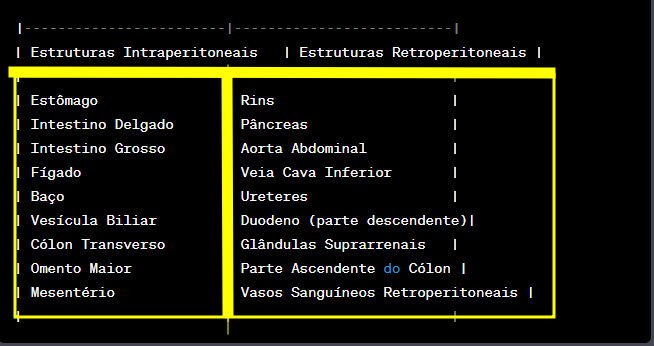 |-------------------------|---------------------------|
| Estruturas Intraperitoneais | Estruturas Retroperitoneais |
| Estômago Rins |
| Intestino Delgado Pâncreas |
| Intestino Grosso Aorta Abdominal |
| Fígado Veia Cava Inferior |
| Baço Ureteres |
| Vesícula Biliar Duodeno (parte descendente)|
| Cólon Transverso Glândulas Suprarrenais |
| Omento Maior Parte Ascendente do Cólon |
| Mesentério Vasos Sanguíneos Retroperitoneais |